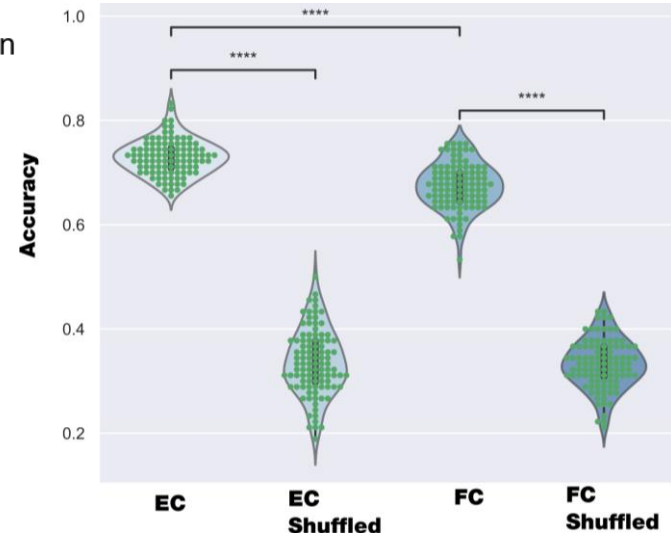 n
1.0
0.8
0.6
0.4
0.2
Accuracy
****
****
****
EC
EC
Shuffled
FC
FC
Shuffled